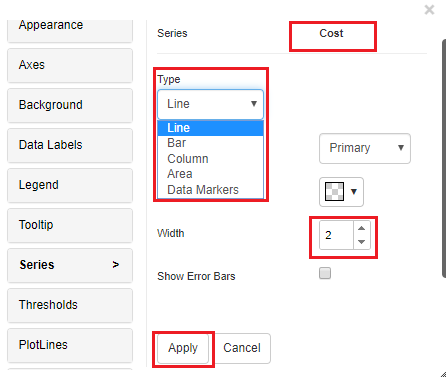 ×
Appearance
Axes
Background
Data Labels
Legend
Tooltip
Series >
Thresholds
PlotLines
Series Cost
Type
Line
Line
Bar
Column
Area
Data Markers
Primary
Width 2
Show Error Bars
Apply Cancel